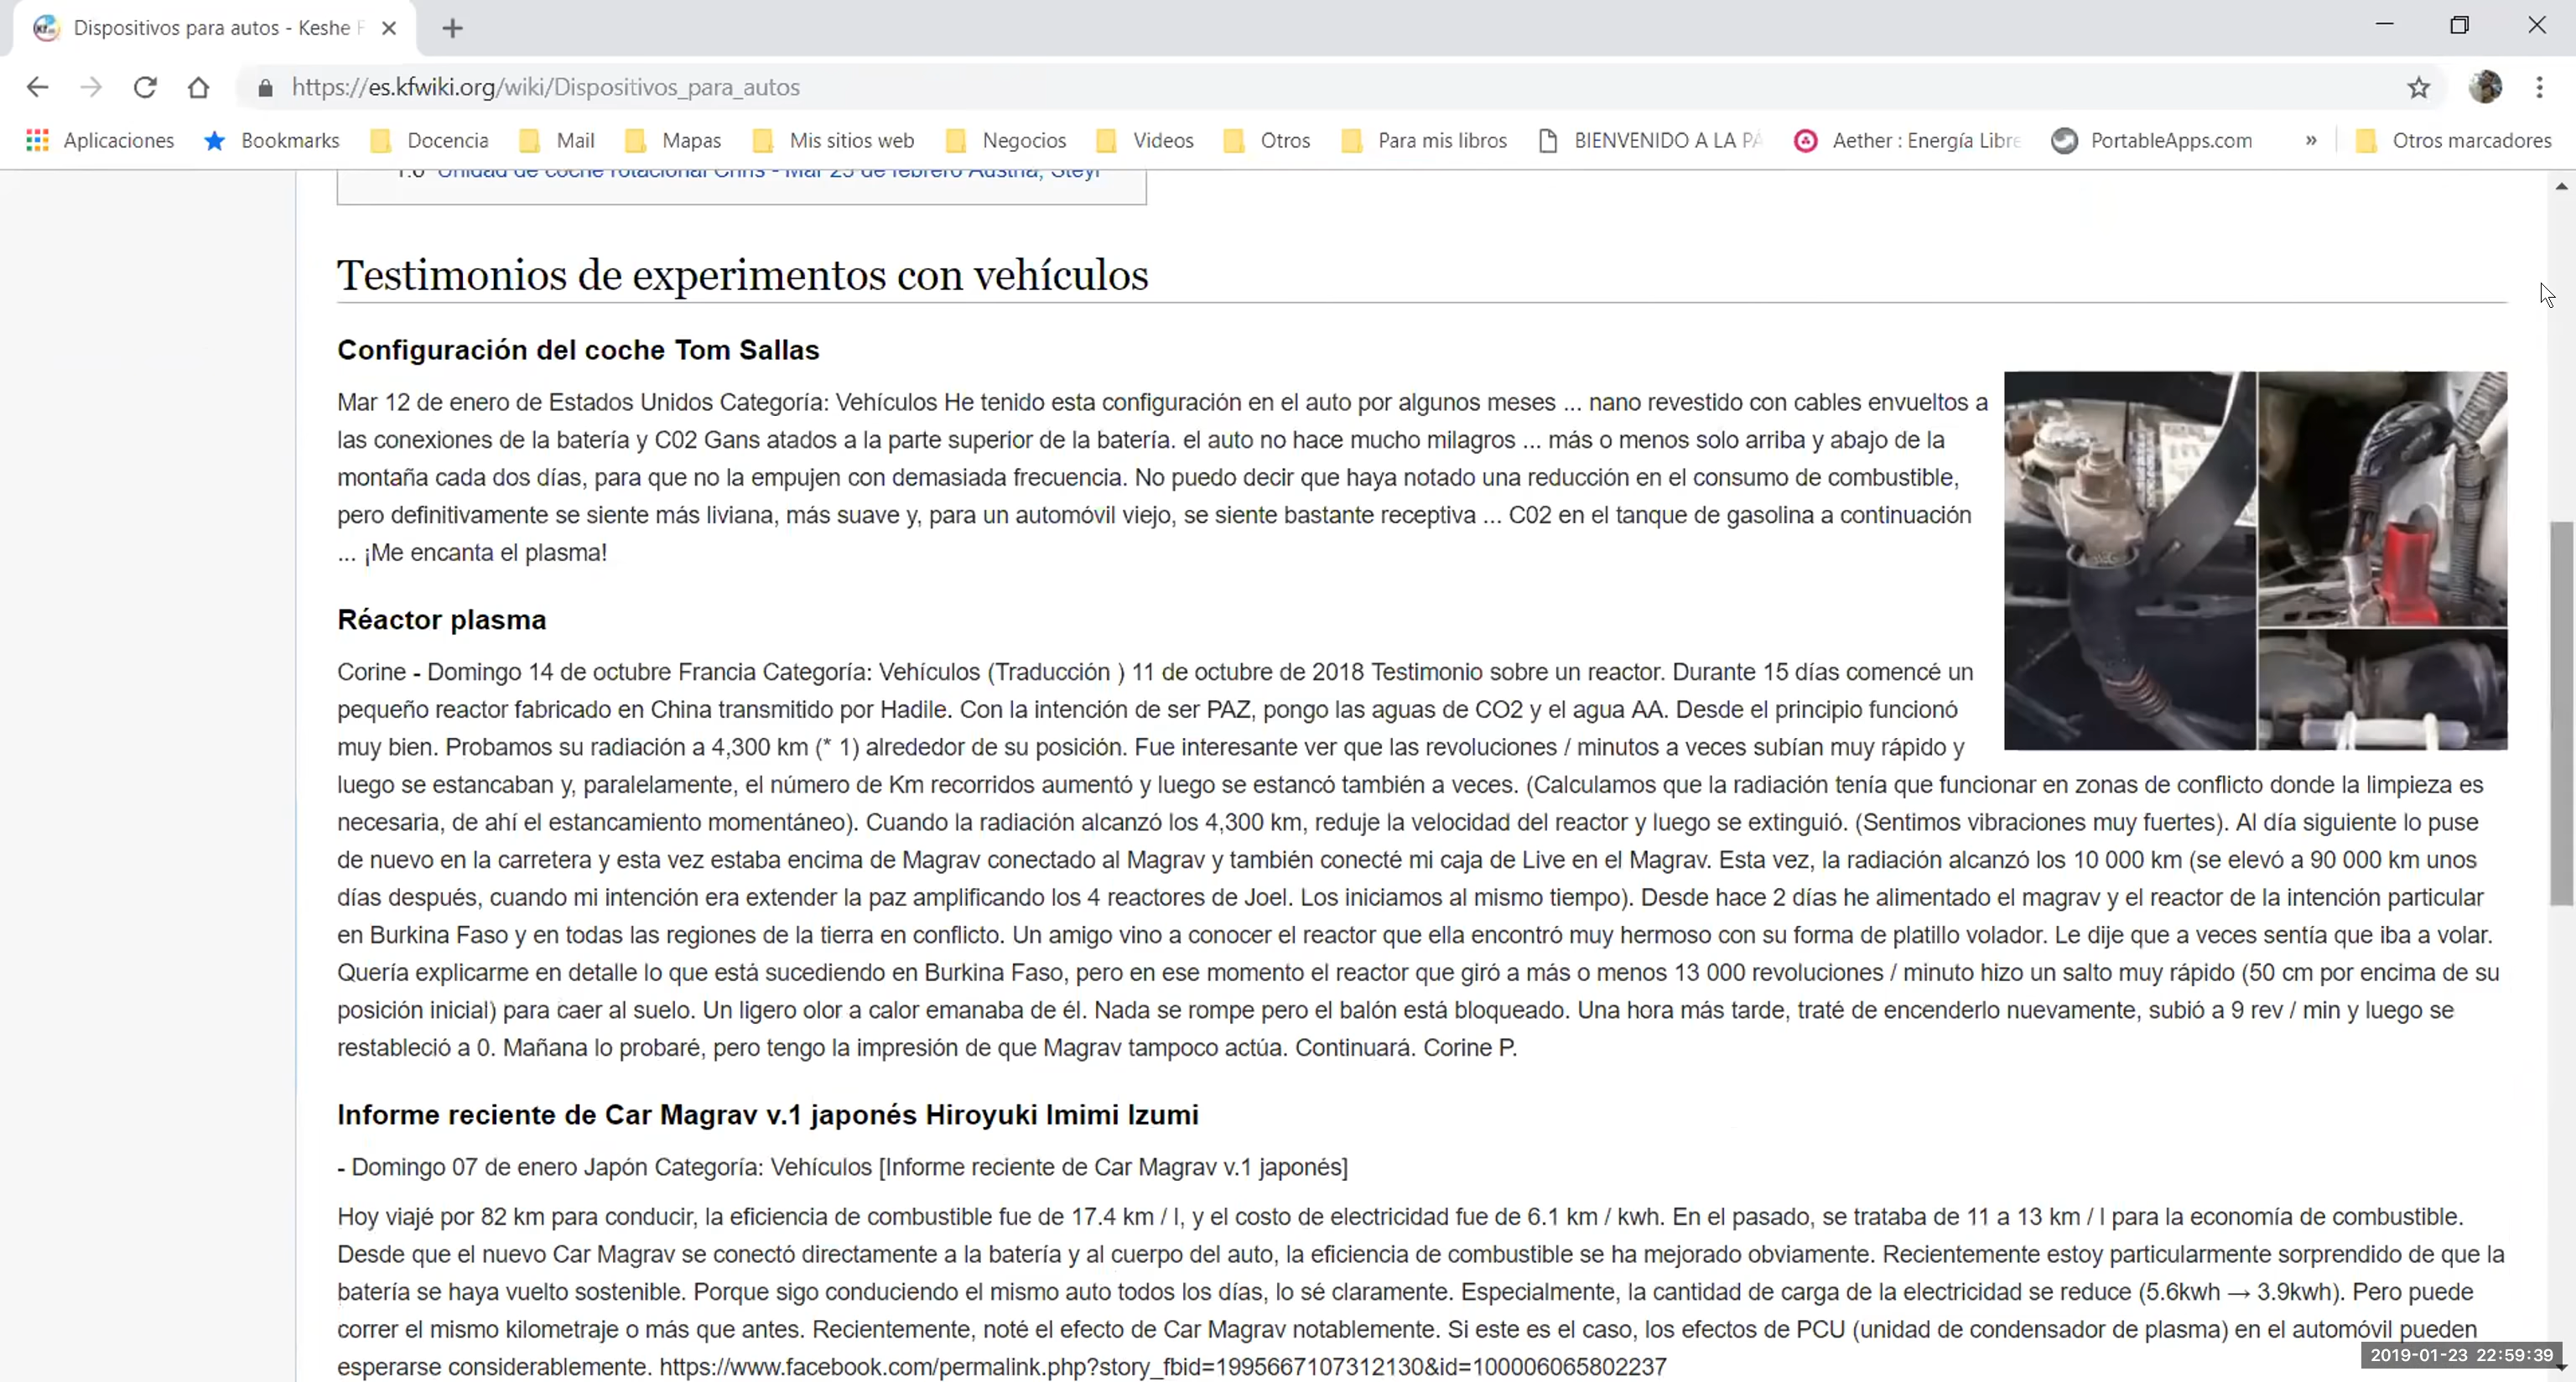 Dispositivos para autos - Keshe F
https://es.kfwiki.org/wiki/Dispositivos_para_autos
Aplicaciones Bookmarks Docencia Mail Mapas Mis sitios web Negocios Videos Otros Para mis libros BIENVENIDO A LA PÁ Aether : Energía Libre PortableApps.com » Otros marcadores
1.6 Unidad de coche rotacional Chris - Mar 23 de febrero Austria, Steyr
Testimonios de experimentos con vehículos
Configuración del coche Tom Sallas
Mar 12 de enero de Estados Unidos Categoría: Vehículos He tenido esta configuración en el auto por algunos meses ... nano revestido con cables envueltos a
las conexiones de la batería y C02 Gans atados a la parte superior de la batería. el auto no hace mucho milagros ... más o menos solo arriba y abajo de la
montaña cada dos días, para que no la empujen con demasiada frecuencia. No puedo decir que haya notado una reducción en el consumo de combustible,
pero definitivamente se siente más liviana, más suave y, para un automóvil viejo, se siente bastante receptiva ... C02 en el tanque de gasolina a continuación
... ¡Me encanta el plasma!
Réactor plasma
Corine - Domingo 14 de octubre Francia Categoría: Vehículos (Traducción ) 11 de octubre de 2018 Testimonio sobre un reactor. Durante 15 días comencé un
pequeño reactor fabricado en China transmitido por Hadile. Con la intención de ser PAZ, pongo las aguas de CO2 y el agua AA. Desde el principio funcionó
muy bien. Probamos su radiación a 4,300 km (* 1) alrededor de su posición. Fue interesante ver que las revoluciones / minutos a veces subían muy rápido y
luego se estancaban y, paralelamente, el número de Km recorridos aumentó y luego se estancó también a veces. (Calculamos que la radiación tenía que funcionar en zonas de conflicto donde la limpieza es
necesaria, de ahí el estancamiento momentáneo). Cuando la radiación alcanzó los 4,300 km, reduje la velocidad del reactor y luego se extinguió. (Sentimos vibraciones muy fuertes). Al día siguiente lo puse
de nuevo en la carretera y esta vez estaba encima de Magrav conectado al Magrav y también conecté mi caja de Live en el Magrav. Esta vez, la radiación alcanzó los 10 000 km (se elevó a 90 000 km unos
días después, cuando mi intención era extender la paz amplificando los 4 reactores de Joel. Los iniciamos al mismo tiempo). Desde hace 2 días he alimentado el magrav y el reactor de la intención particular
en Burkina Faso y en todas las regiones de la tierra en conflicto. Un amigo vino a conocer el reactor que ella encontró muy hermoso con su forma de platillo volador. Le dije que a veces sentía que iba a volar.
Quería explicarme en detalle lo que está sucediendo en Burkina Faso, pero en ese momento el reactor que giró a más o menos 13 000 revoluciones / minuto hizo un salto muy rápido (50 cm por encima de su
posición inicial) para caer al suelo. Un ligero olor a calor emanaba de él. Nada se rompe pero el balón está bloqueado. Una hora más tarde, traté de encenderlo nuevamente, subió a 9 rev / min y luego se
restableció a 0. Mañana lo probaré, pero tengo la impresión de que Magrav tampoco actúa. Continuará. Corine P.
Informe reciente de Car Magrav v.1 japonés Hiroyuki Imimi Izumi
- Domingo 07 de enero Japón Categoría: Vehículos [Informe reciente de Car Magrav v.1 japonés]
Hoy viajé por 82 km para conducir, la eficiencia de combustible fue de 17.4 km / l, y el costo de electricidad fue de 6.1 km / kwh. En el pasado, se trataba de 11 a 13 km / l para la economía de combustible.
Desde que el nuevo Car Magrav se conectó directamente a la batería y al cuerpo del auto, la eficiencia de combustible se ha mejorado obviamente. Recientemente estoy particularmente sorprendido de que la
batería se haya vuelto sostenible. Porque sigo conduciendo el mismo auto todos los días, lo sé claramente. Especialmente, la cantidad de carga de la electricidad se reduce (5.6kwh → 3.9kwh). Pero puede
correr el mismo kilometraje o más que antes. Recientemente, noté el efecto de Car Magrav notablemente. Si este es el caso, los efectos de PCU (unidad de condensador de plasma) en el automóvil pueden
esperarse considerablemente. https://www.facebook.com/permalink.php?story_fbid=1995667107312130&id=100006065802237
2019-01-23 22:59:39